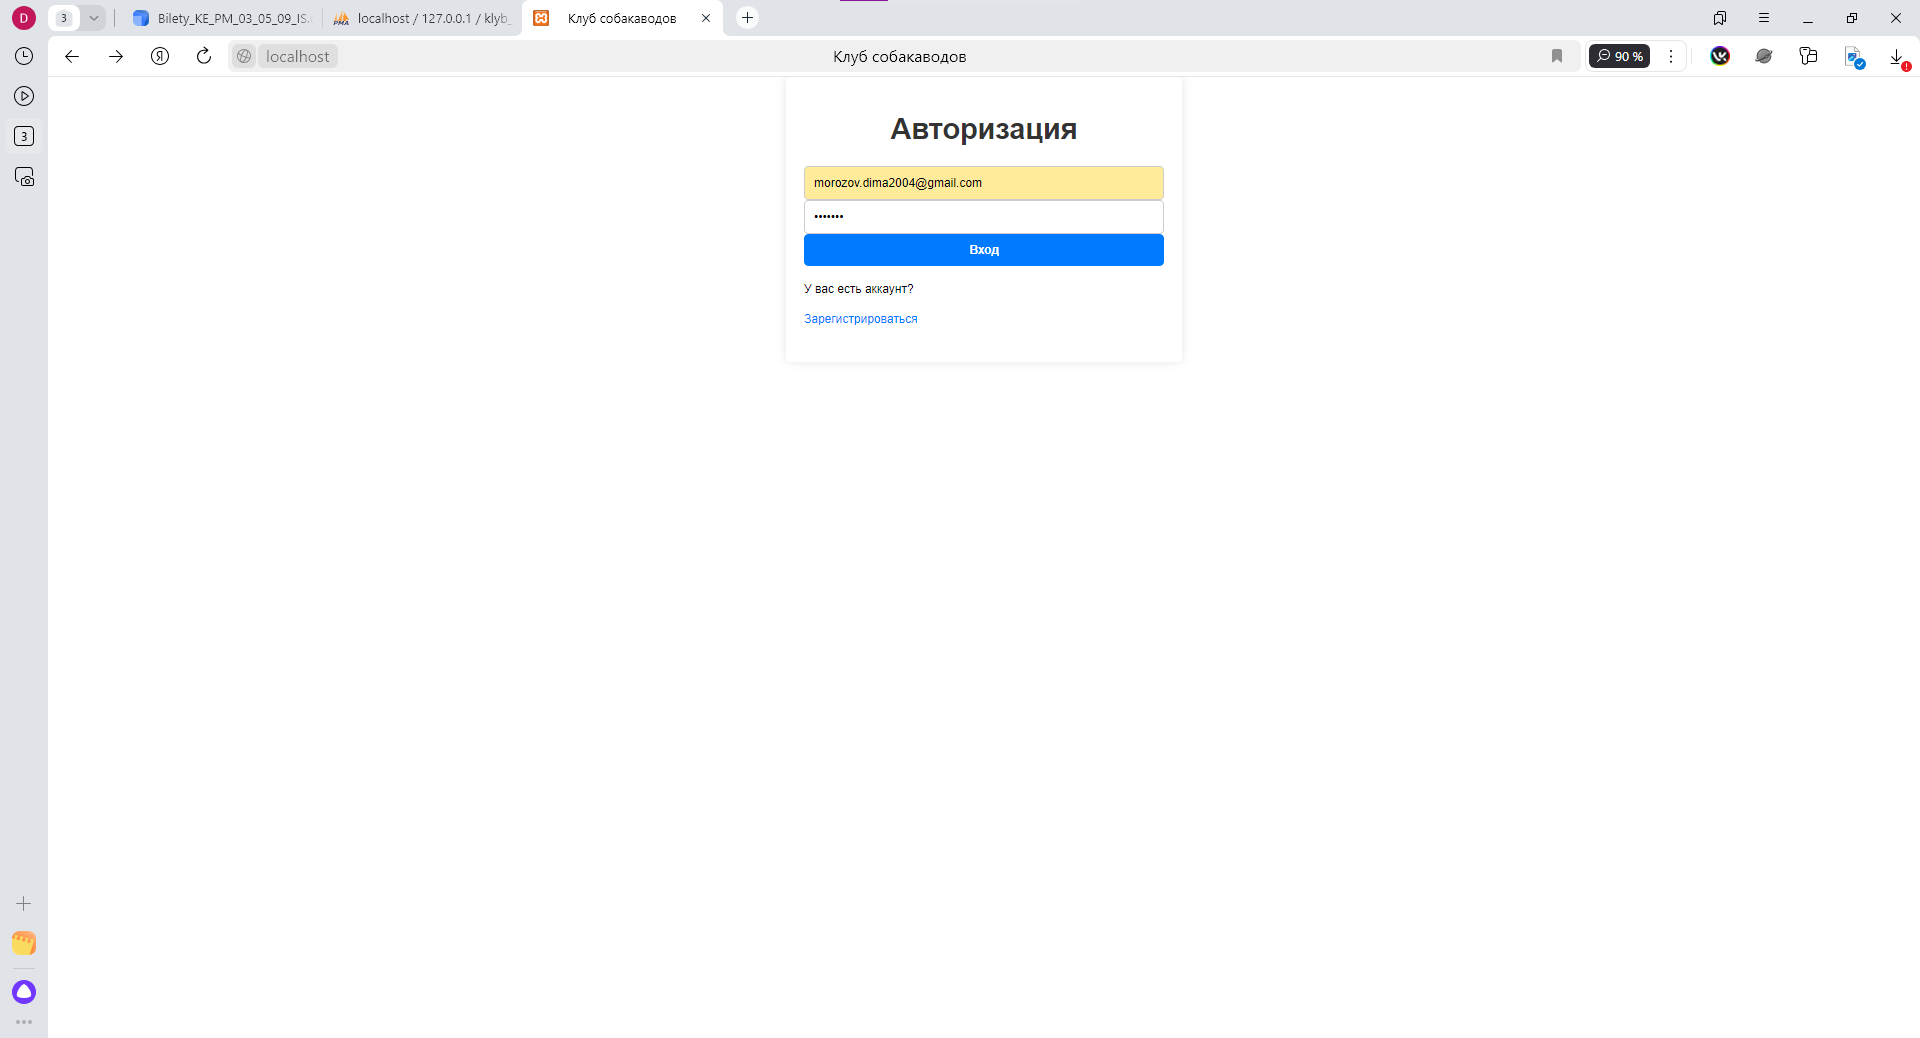 D
3
Bilety_KE_PM_03_05_09_IS.
localhost / 127.0.0.1 / klyb_
Клуб собакаводов
Я
localhost
Клуб собакаводов
90 %
3
Авторизация
morozov.dima2004@gmail.com
•••••••
Вход
У вас есть аккаунт?
Зарегистрироваться